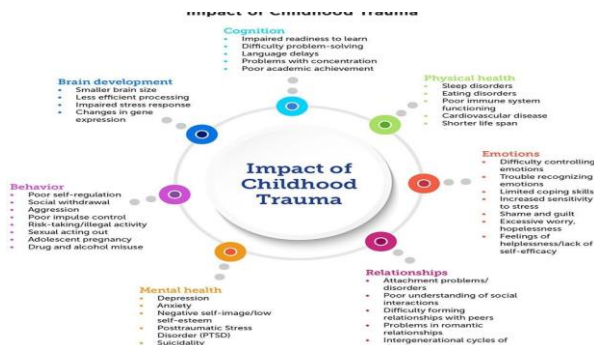 Impact of Childhood Trauma
Cognition
Impaired readiness to learn
Difficulty problem-solving
Language delays
Problems with concentration
Poor academic achievement
Physical health
Sleep disorders
Eating disorders
Poor immune system
functioning
Cardiovascular disease
Shorter life span
Emotions
Difficulty controlling
emotions
Trouble recognizing
emotions
Limited coping skills
Increased sensitivity
to stress
Shame and guilt
Excessive worry,
hopelessness
Feelings of
helplessness/lack of
self-efficacy
Relationships
Attachment problems/
disorders
Poor understanding of social
interactions
Difficulty forming
relationships with peers
Problems in romantic
relationships
Intergenerational cycles of
Mental health
Depression
Anxiety
Negative self-image/low
self-esteem
Posttraumatic Stress
Disorder (PTSD)
Suicidality
Behavior
Poor self-regulation
Social withdrawal
Aggression
Poor impulse control
Risk-taking/illegal activity
Sexual acting out
Adolescent pregnancy
Drug and alcohol misuse
Brain development
Smaller brain size
Less efficient processing
Impaired stress response
Changes in gene
expression
Impact of
Childhood
Trauma